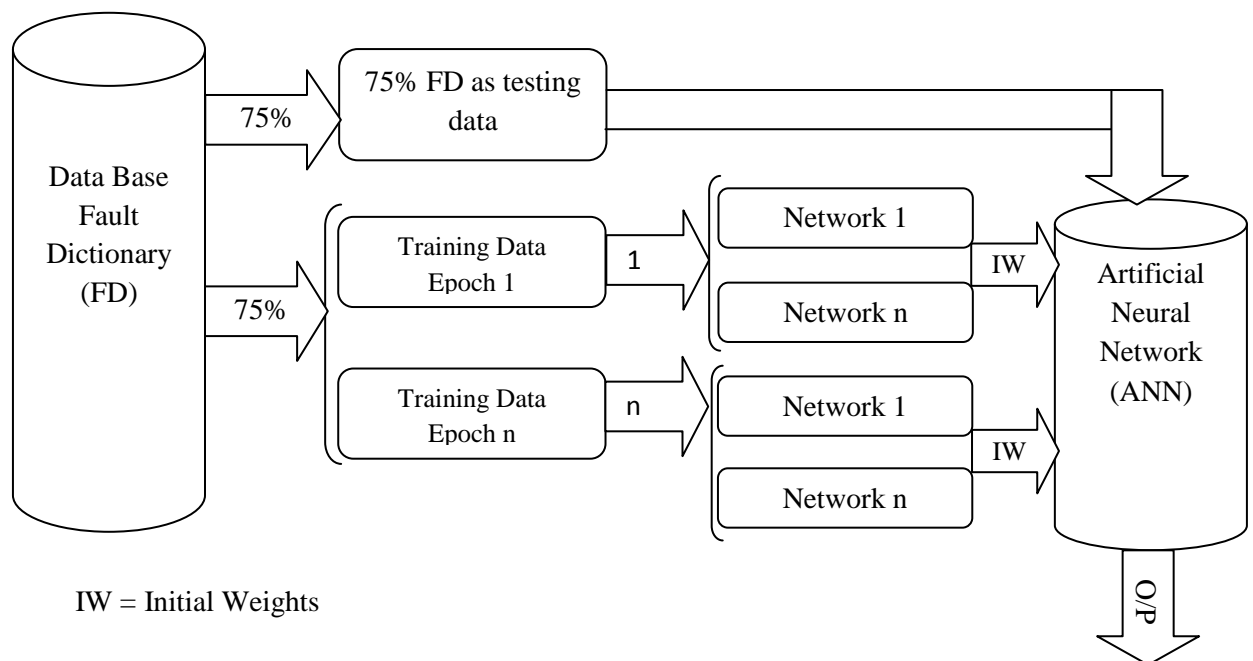 Data Base
Fault
Dictionary
(FD)
75%
75% FD as testing
data
75%
Training Data
Epoch 1
1
Network 1
Network n
IW
Training Data
Epoch n
n
Network 1
Network n
IW
Artificial
Neural
Network
(ANN)
O/P
IW = Initial Weights